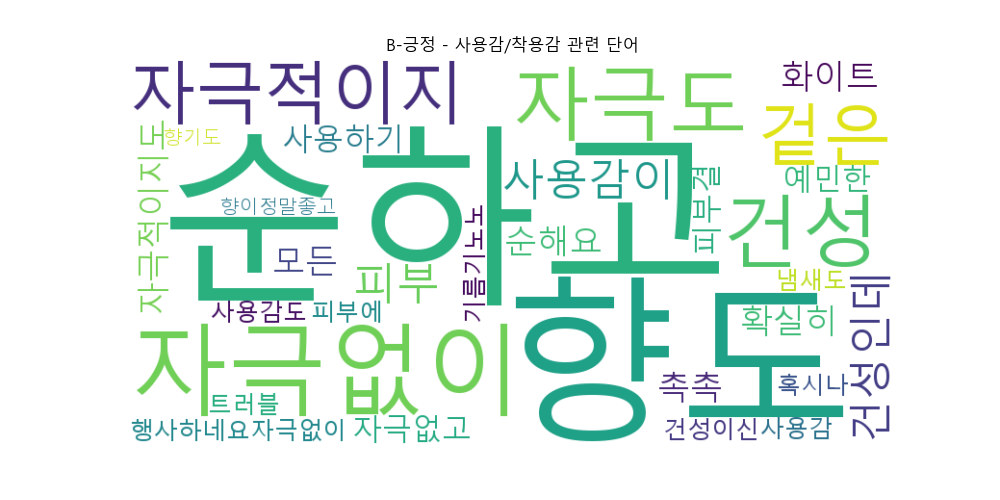 B-긍정 - 사용감/착용감 관련 단어
자극적이지
자극도
화이트
향기도
사용하기
겉은
순하고
사용감이
예민한
자극적이지도
향이정말좋고
피부결
건성
순해요
모든
피부
기름기노노
냄새도
향도
사용감도
피부에
확실히
건성인데
자극없이
촉촉
혹시나
트러블
행사하네요자극없이
자극없고
건성이신
사용감